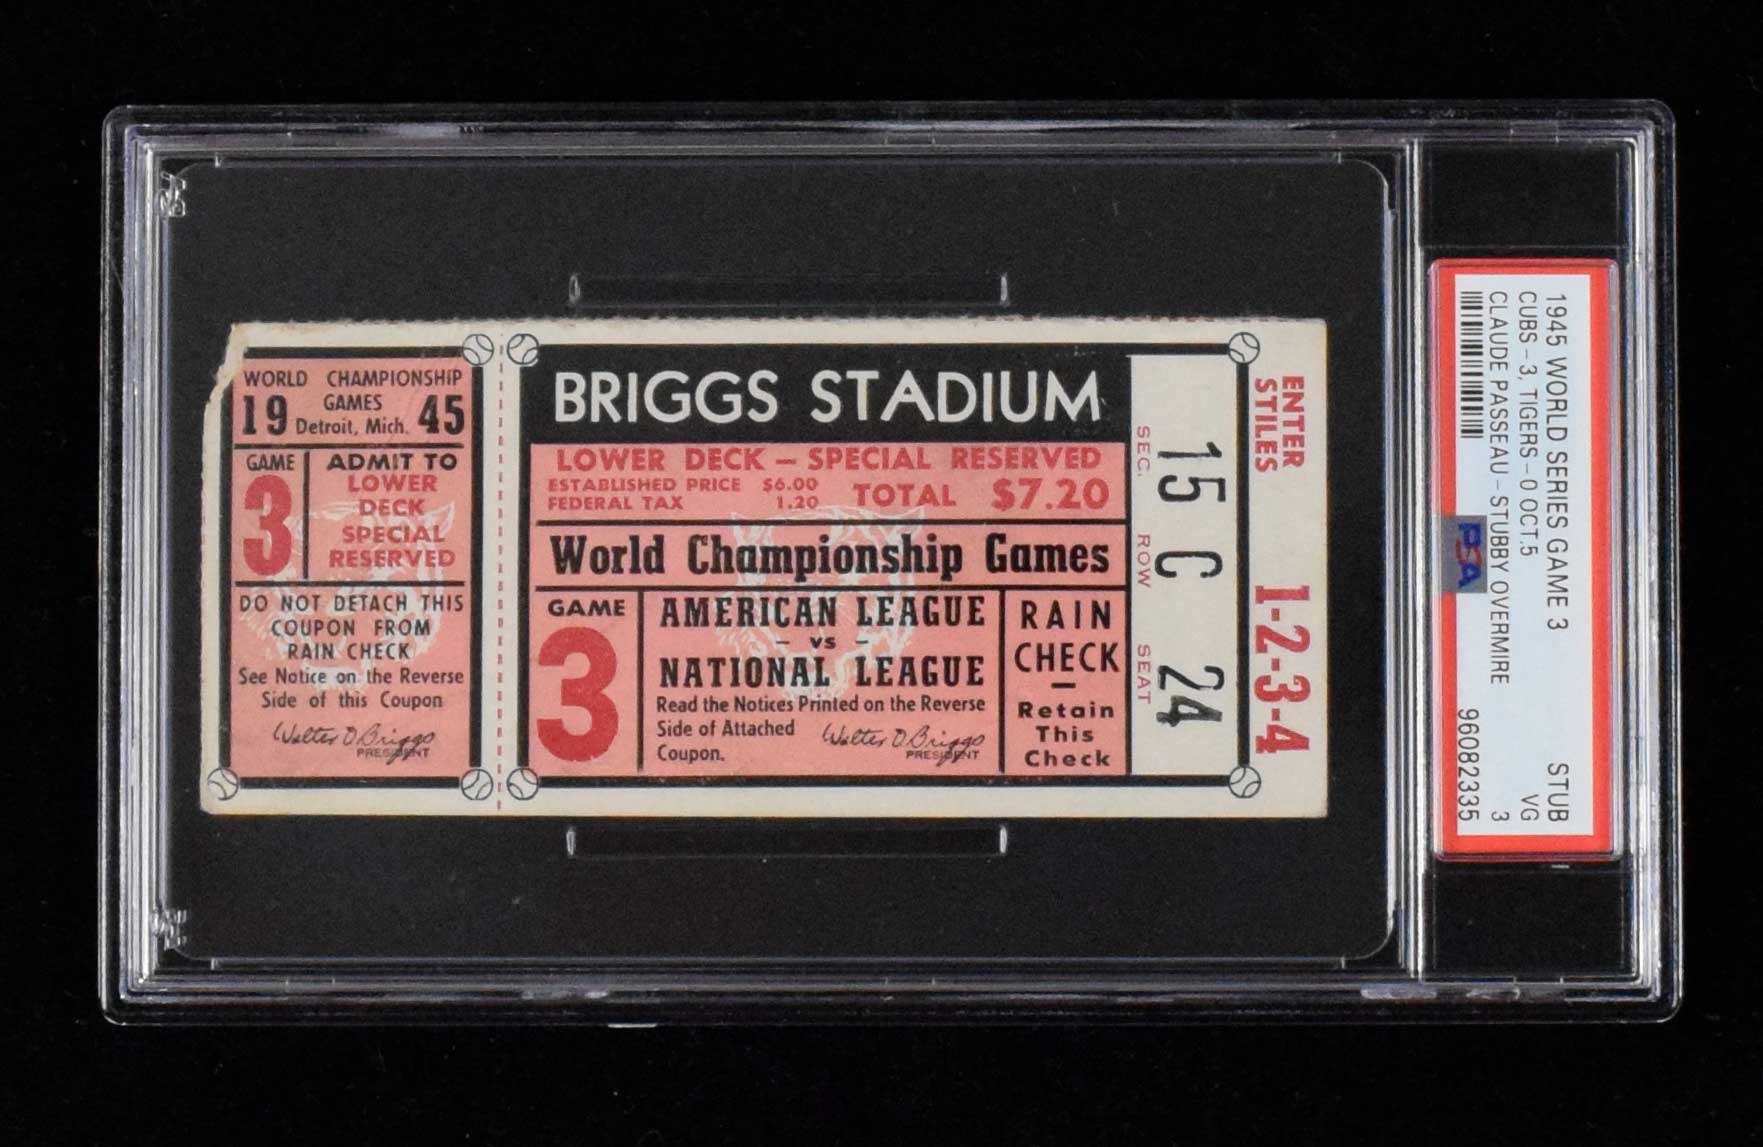 WORLD CHAMPIONSHIP
GAMES
19 Detroit, Mich. 45
GAME
3
ADMIT TO
LOWER
DECK
SPECIAL
RESERVED
DO NOT DETACH THIS
COUPON FROM
RAIN CHECK
See Notice on the Reverse
Side of this Coupon
Walter O Briggs
PRESIDENT
BRIGGS STADIUM
LOWER DECK — SPECIAL RESERVED
ESTABLISHED PRICE $6.00
FEDERAL TAX 1.20
TOTAL $7.20
World Championship Games
GAME
3
AMERICAN LEAGUE
- VS -
NATIONAL LEAGUE
Read the Notices Printed on the Reverse
Side of Attached
Coupon.
Walter O Briggs
PRESIDENT
RAIN
CHECK
—
Retain
This
Check
SEC. 15
ROW C
SEAT 24
ENTER
STILES
1-2-3-4
1945 WORLD SERIES GAME 3 STUB
CUBS - 3, TIGERS - 0 OCT.5 VG
CLAUDE PASSEAU - STUBBY OVERMIRE 3
96082335
PSA